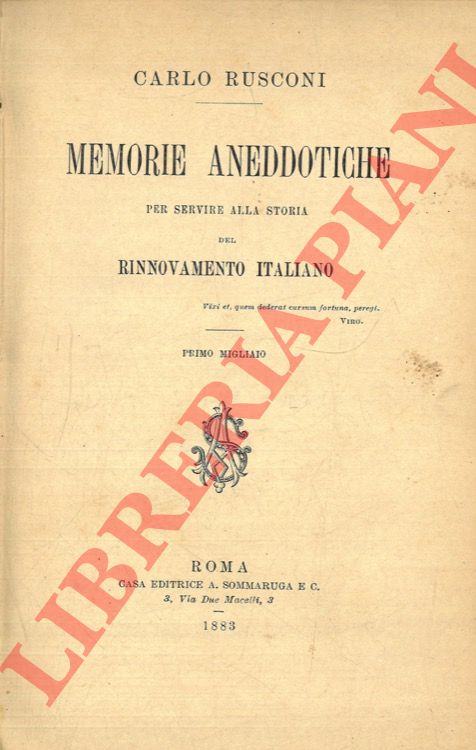 CARLO RUSCONI
MEMORIE ANEDDOTICHE
PER SERVIRE ALLA STORIA
DEL
RINNOVAMENTO ITALIANO
Vixi et, quem dederat cursum fortuna, peregi.
VIRG.
PRIMO MIGLIAIO
ROMA
CASA EDITRICE A. SOMMARUGA E C.
3, Via Due Macelli, 3
1883
LIBRERIA PIANI